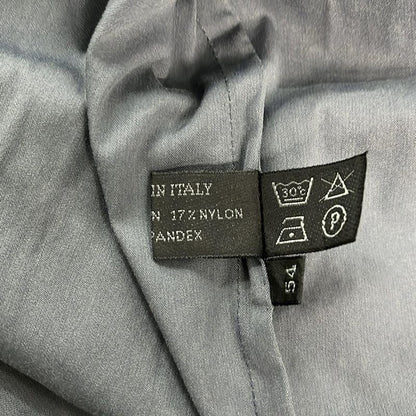 IN ITALY
N 17% NYLON
PANDEX
30°c
P
54